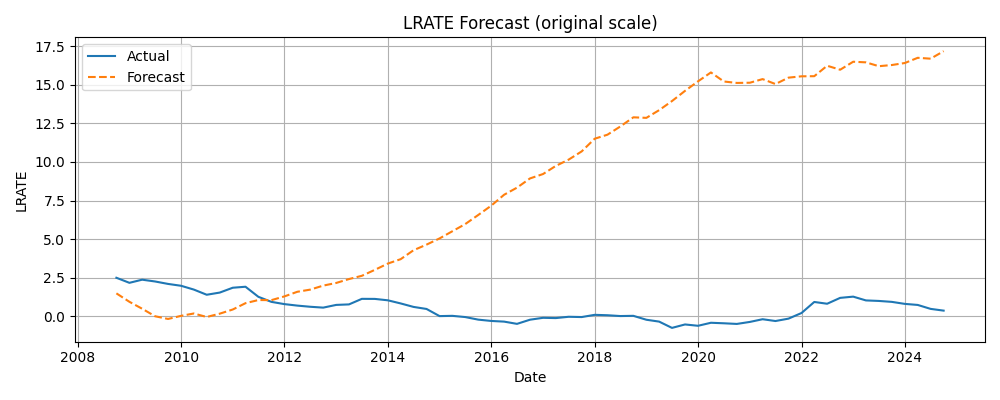 LRATE Forecast (original scale)
Actual
Forecast
17.5
15.0
12.5
10.0
7.5
5.0
2.5
0.0
LRATE
2008 2010 2012 2014 2016 2018 2020 2022 2024
Date